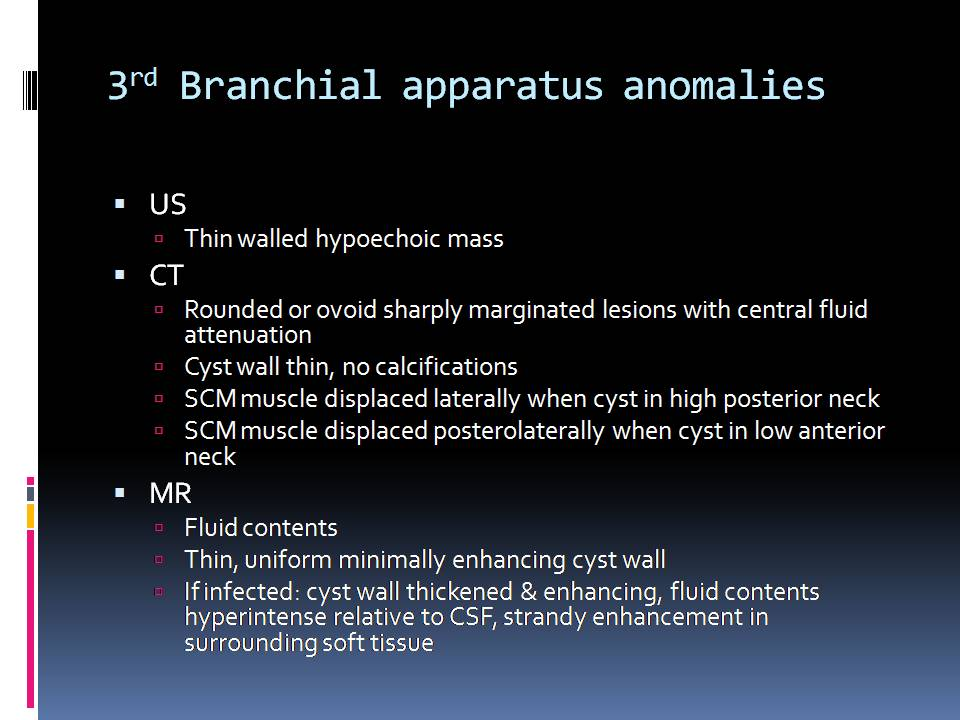 3rd Branchial apparatus anomalies
US
Thin walled hypoechoic mass
CT
Rounded or ovoid sharply marginated lesions with central fluid
attenuation
Cyst wall thin, no calcifications
SCM muscle displaced laterally when cyst in high posterior neck
SCM muscle displaced posterolaterally when cyst in low anterior
neck
MR
Fluid contents
Thin, uniform minimally enhancing cyst wall
If infected: cyst wall thickened & enhancing, fluid contents
hyperintense relative to CSF, strandy enhancement in
surrounding soft tissue